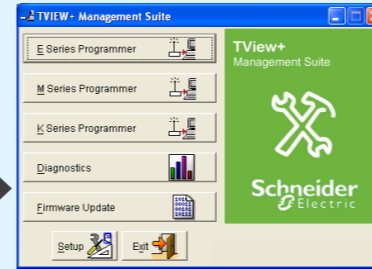 TVIEW+ Management Suite
E Series Programmer
M Series Programmer
K Series Programmer
Diagnostics
Firmware Update
Setup
Exit
TView+
Management Suite
Schneider
Electric